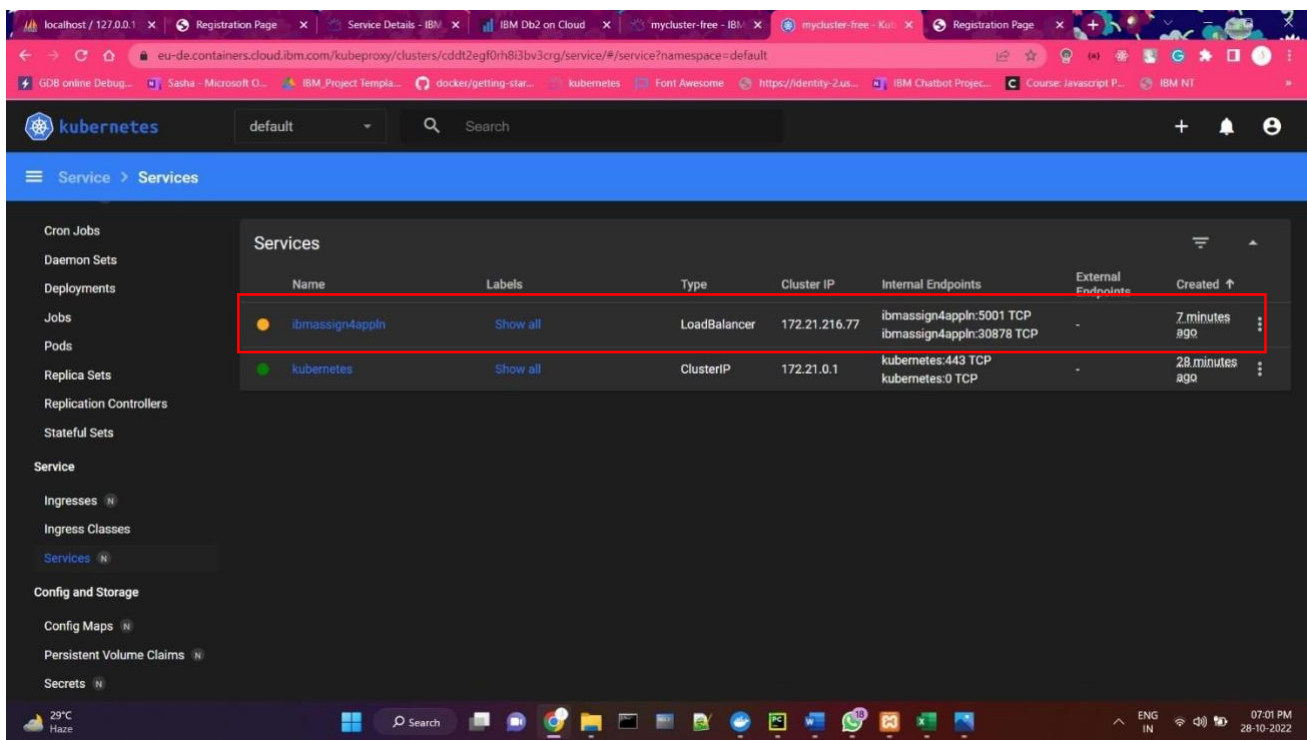 localhost / 127.0.0.1
Registration Page
Service Details - IBM
IBM Db2 on Cloud
mycluster-free - IBM
mycluster-free - Kub
Registration Page
eu-de.containers.cloud.ibm.com/kubeproxy/clusters/cddt2egf0rh8i3bv3crg/service/#/service?namespace=default
GDB online Debug...
Sasha - Microsoft O...
IBM_Project Templa...
docker/getting-star...
kubernetes
Font Awesome
https://identity-2.us...
IBM Chatbot Projec...
Course: Javascript P...
IBM NT
»
kubernetes
default
Search
Service > Services
Cron Jobs
Daemon Sets
Deployments
Jobs
Pods
Replica Sets
Replication Controllers
Stateful Sets
Service
Ingresses N
Ingress Classes
Services N
Config and Storage
Config Maps N
Persistent Volume Claims N
Secrets N
Services
Name Labels Type Cluster IP Internal Endpoints External Endpoints Created ↑
ibmassign4appln Show all LoadBalancer 172.21.216.77 ibmassign4appln:5001 TCP - 7 minutes
ibmassign4appln:30878 TCP ago
kubernetes Show all ClusterIP 172.21.0.1 kubernetes:443 TCP - 28 minutes
kubernetes:0 TCP ago
29°C
Haze
Search
18
ENG
IN
07:01 PM
28-10-2022